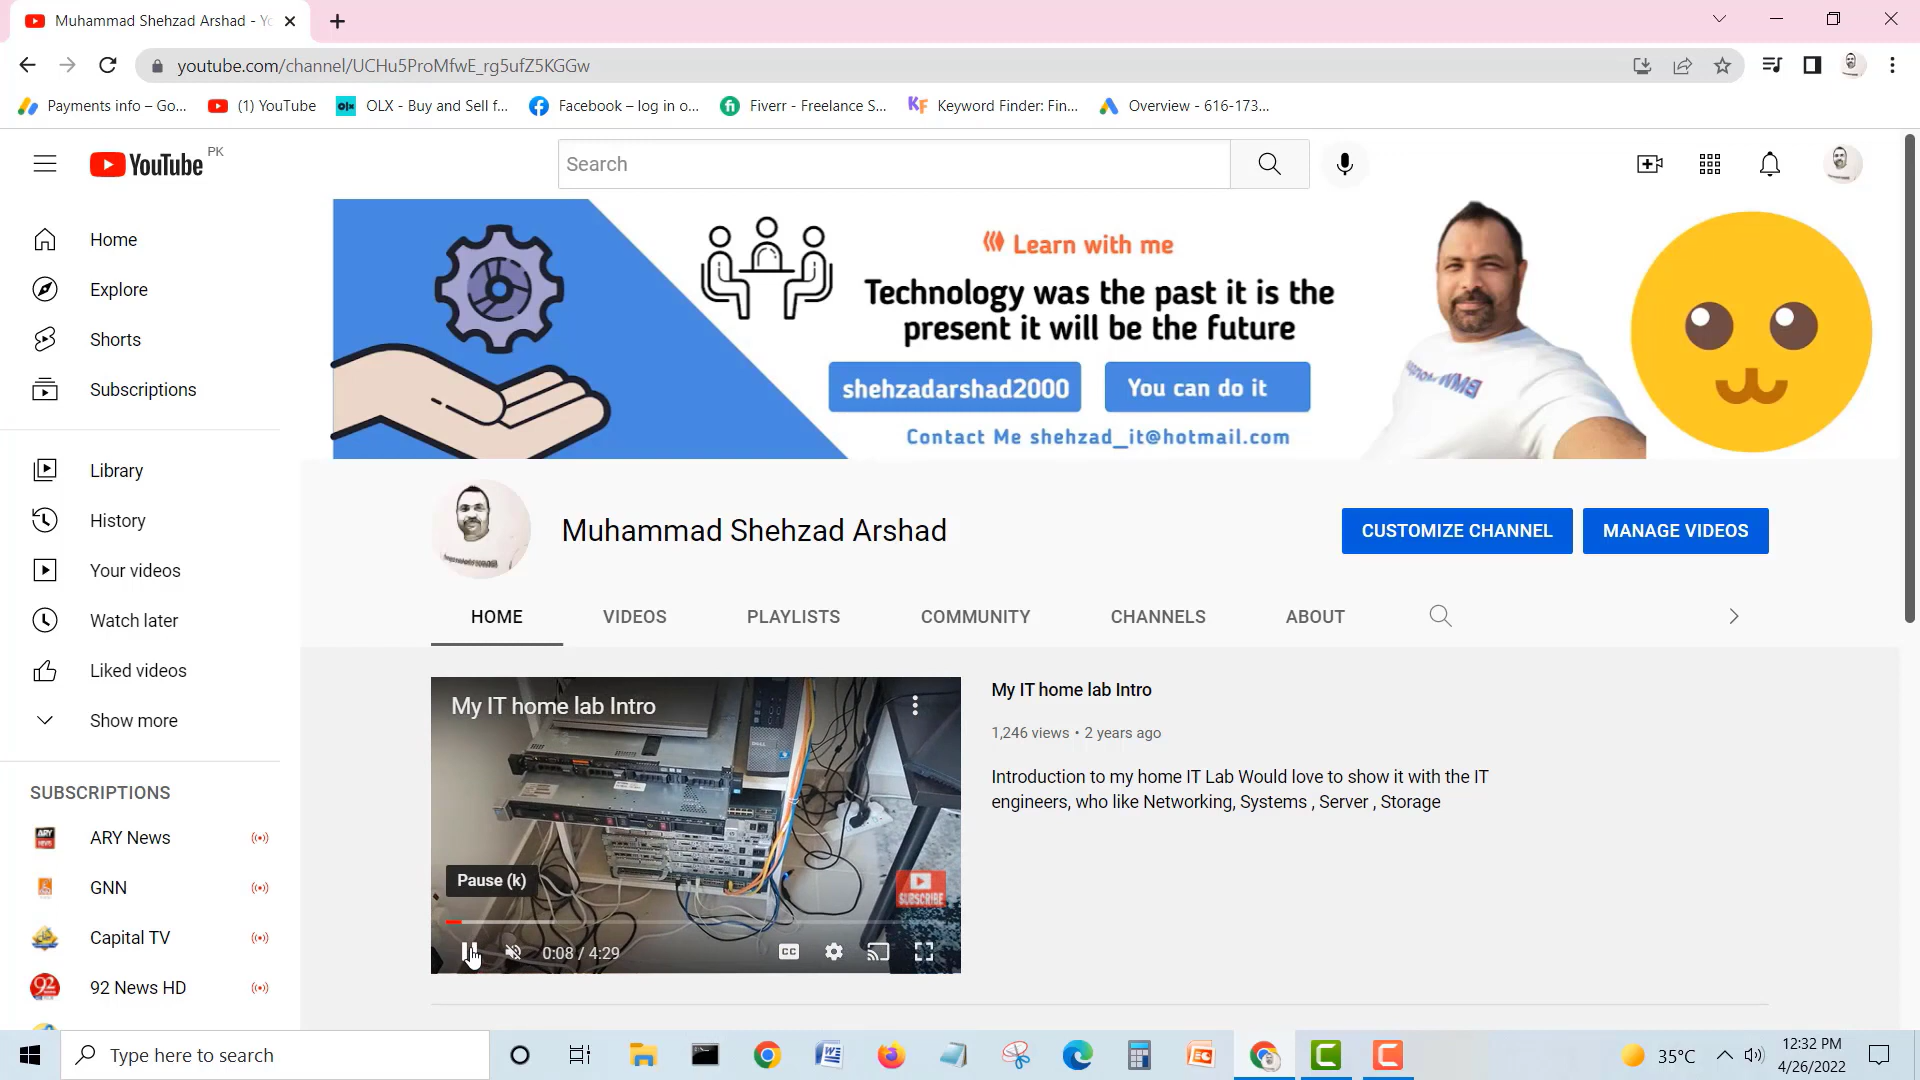 Muhammad Shehzad Arshad - Yo
youtube.com/channel/UCHu5ProMfwE_rg5ufZ5KGGw
Payments info – Go...
(1) YouTube
OLX - Buy and Sell f...
Facebook – log in o...
Fiverr - Freelance S...
KF Keyword Finder: Fin...
Overview - 616-173...
YouTube PK
Search
Home
Explore
Shorts
Subscriptions
Library
History
Your videos
Watch later
Liked videos
Show more
SUBSCRIPTIONS
ARY News
GNN
Capital TV
92 News HD
Learn with me
Technology was the past it is the
present it will be the future
shehzadarshad2000
You can do it
Contact Me shehzad_it@hotmail.com
Muhammad Shehzad Arshad
CUSTOMIZE CHANNEL
MANAGE VIDEOS
HOME
VIDEOS
PLAYLISTS
COMMUNITY
CHANNELS
ABOUT
My IT home lab Intro
Pause (k)
SUBSCRIBE
0:08 / 4:29
CC
My IT home lab Intro
1,246 views • 2 years ago
Introduction to my home IT Lab Would love to show it with the IT
engineers, who like Networking, Systems , Server , Storage
Type here to search
35°C
12:32 PM
4/26/2022